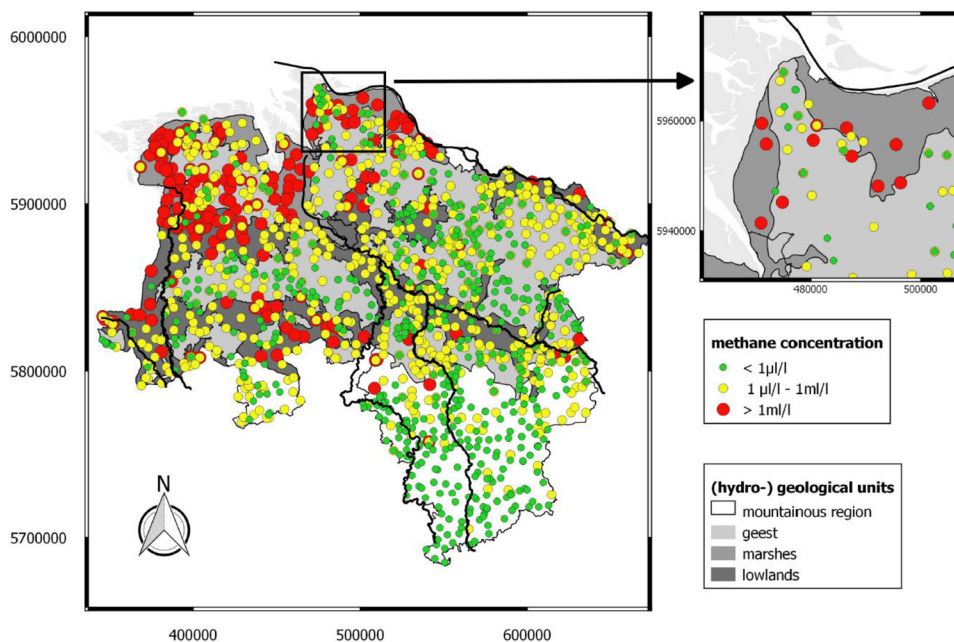 6000000
5900000
5800000
5700000
400000
500000
600000
N
5960000
5940000
480000
500000
methane concentration
< 1µl/l
1 µl/l - 1ml/l
> 1ml/l
(hydro-) geological units
mountainous region
geest
marshes
lowlands